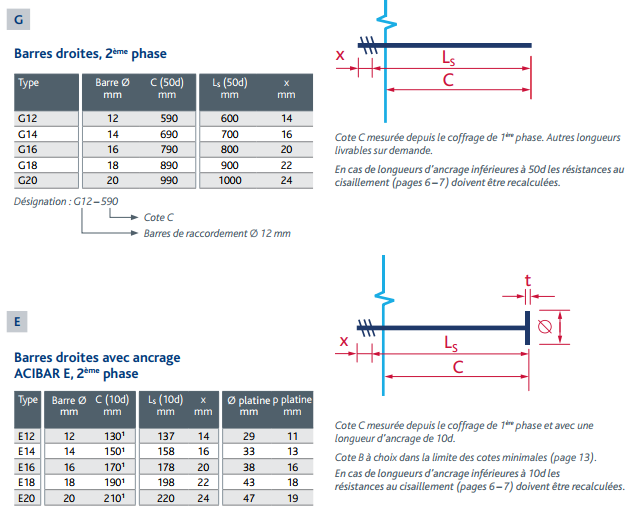 G
Barres droites, 2ème phase
Type Barre Ø C (50d) Ls (50d) x
mm mm mm mm
G12 12 590 600 14
G14 14 690 700 16
G16 16 790 800 20
G18 18 890 900 22
G20 20 990 1000 24
Désignation : G12 – 590
Cote C
Barres de raccordement Ø 12 mm
x Ls
C
Cote C mesurée depuis le coffrage de 1ère phase. Autres longueurs
livrables sur demande.
En cas de longueurs d'ancrage inférieures à 50d les résistances au
cisaillement (pages 6 – 7) doivent être recalculées.
E
Barres droites avec ancrage
ACIBAR E, 2ème phase
Type Barre Ø C (10d) Ls (10d) x Ø platine p platine
mm mm mm mm mm mm
E12 12 130¹ 137 14 29 11
E14 14 150¹ 158 16 33 13
E16 16 170¹ 178 20 38 16
E18 18 190¹ 198 22 43 18
E20 20 210¹ 220 24 47 19
t
Ø
x Ls
C
Cote C mesurée depuis le coffrage de 1ère phase et avec une
longueur d'ancrage de 10d.
Cote B à choix dans la limite des cotes minimales (page 13).
En cas de longueurs d'ancrage inférieures à 10d les
résistances au cisaillement (pages 6 – 7) doivent être recalculées.